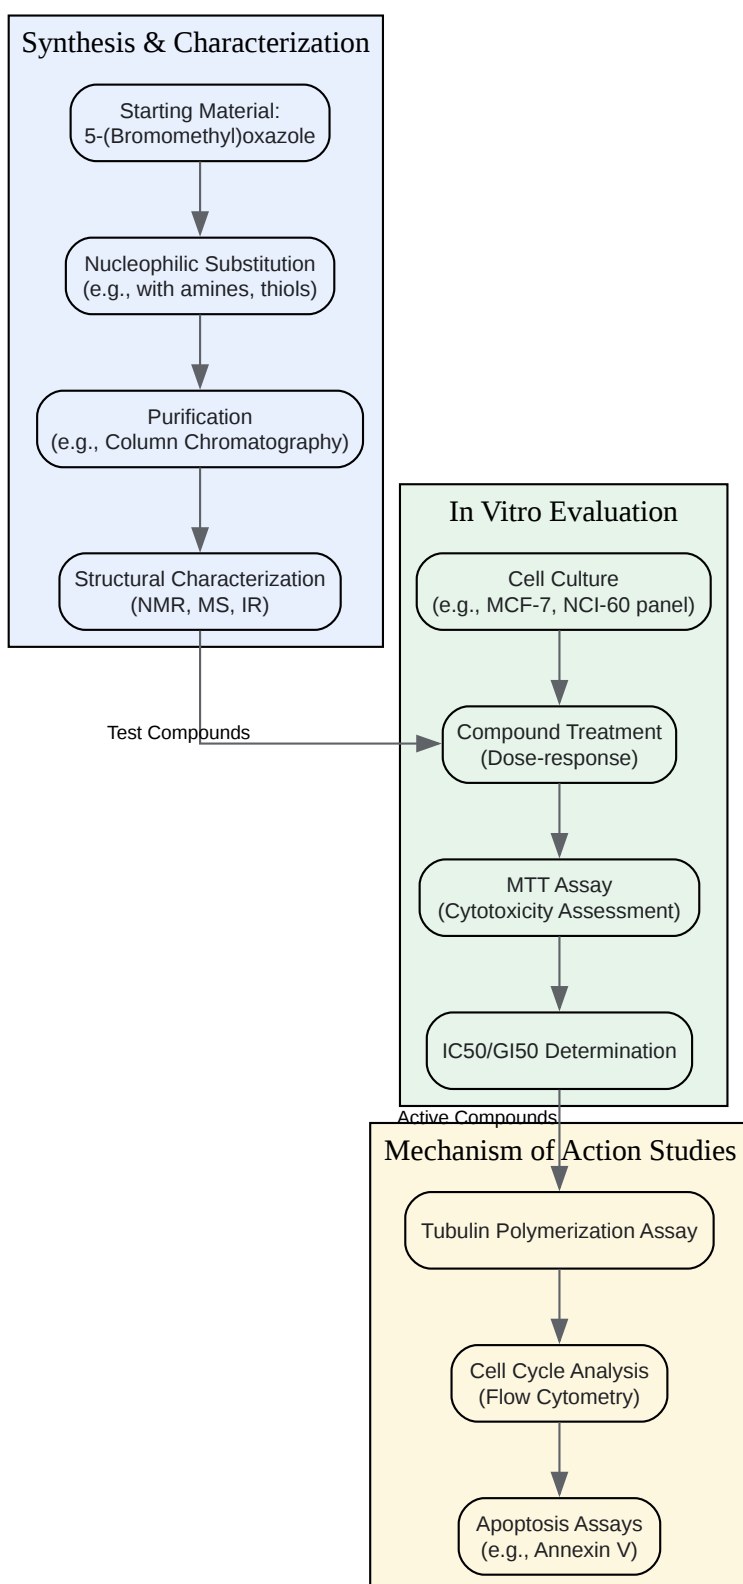 Synthesis & Characterization
Starting Material:
5-(Bromomethyl)oxazole
Nucleophilic Substitution
(e.g., with amines, thiols)
Purification
(e.g., Column Chromatography)
Structural Characterization
(NMR, MS, IR)
Test Compounds
In Vitro Evaluation
Cell Culture
(e.g., MCF-7, NCI-60 panel)
Compound Treatment
(Dose-response)
MTT Assay
(Cytotoxicity Assessment)
IC50/GI50 Determination
Active Compounds
Mechanism of Action Studies
Tubulin Polymerization Assay
Cell Cycle Analysis
(Flow Cytometry)
Apoptosis Assays
(e.g., Annexin V)